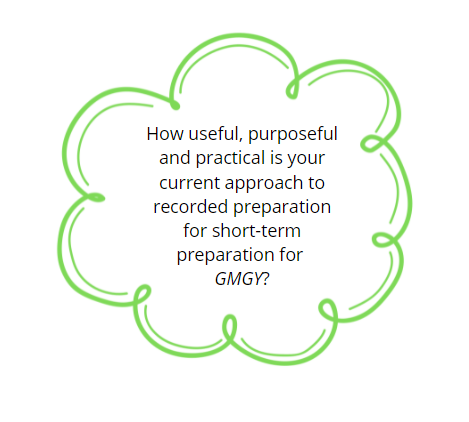 How useful, purposeful
and practical is your
current approach to
recorded preparation
for short-term
preparation for
GMGY?